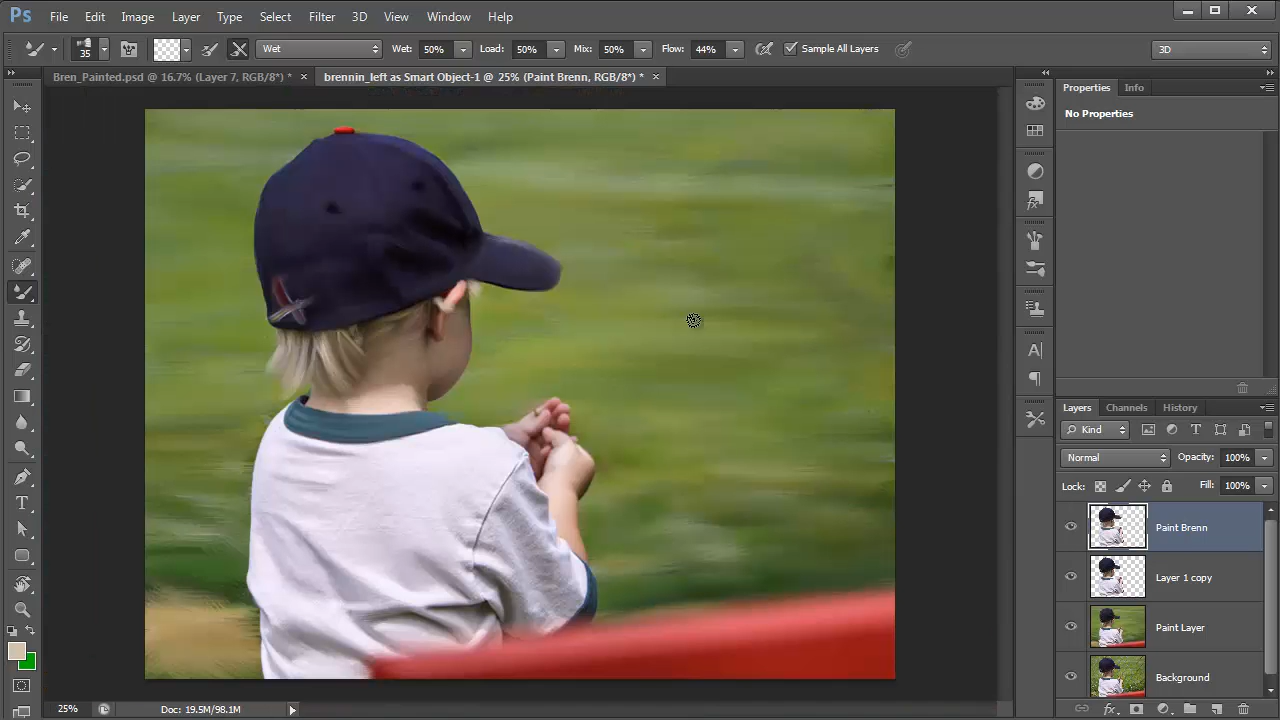 Ps File Edit Image Layer Type Select Filter 3D View Window Help
35 Wet Wet: 50% Load: 50% Mix: 50% Flow: 44% Sample All Layers 3D
Bren_Painted.psd @ 16.7% (Layer 7, RGB/8*) * brennin_left as Smart Object-1 @ 25% (Paint Brenn, RGB/8*) *
Properties Info
No Properties
Layers Channels History
Kind
Normal Opacity: 100%
Lock: Fill: 100%
Paint Brenn
Layer 1 copy
Paint Layer
Background
25% Doc: 19.5M/98.1M